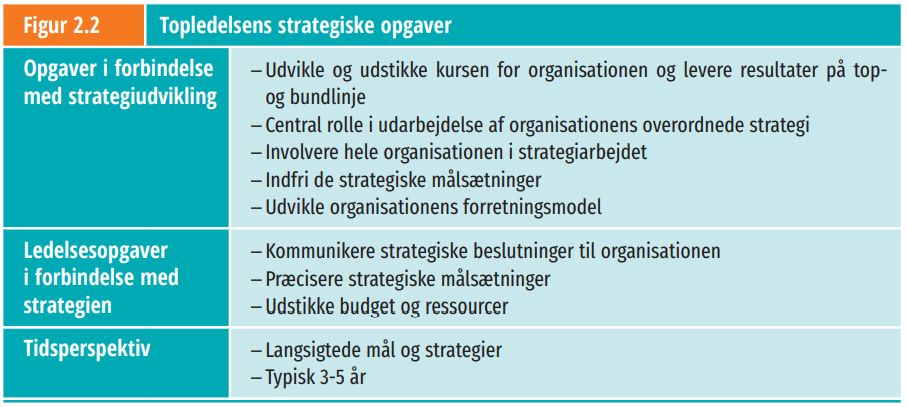 Figur 2.2
Topledelsens strategiske opgaver
Opgaver i forbindelse
med strategiudvikling
– Udvikle og udstikke kursen for organisationen og levere resultater på top-
og bundlinje
– Central rolle i udarbejdelse af organisationens overordnede strategi
– Involvere hele organisationen i strategiarbejdet
– Indfri de strategiske målsætninger
– Udvikle organisationens forretningsmodel
Ledelsesopgaver
i forbindelse med
strategien
– Kommunikere strategiske beslutninger til organisationen
– Præcisere strategiske målsætninger
– Udstikke budget og ressourcer
Tidsperspektiv
– Langsigtede mål og strategier
– Typisk 3-5 år